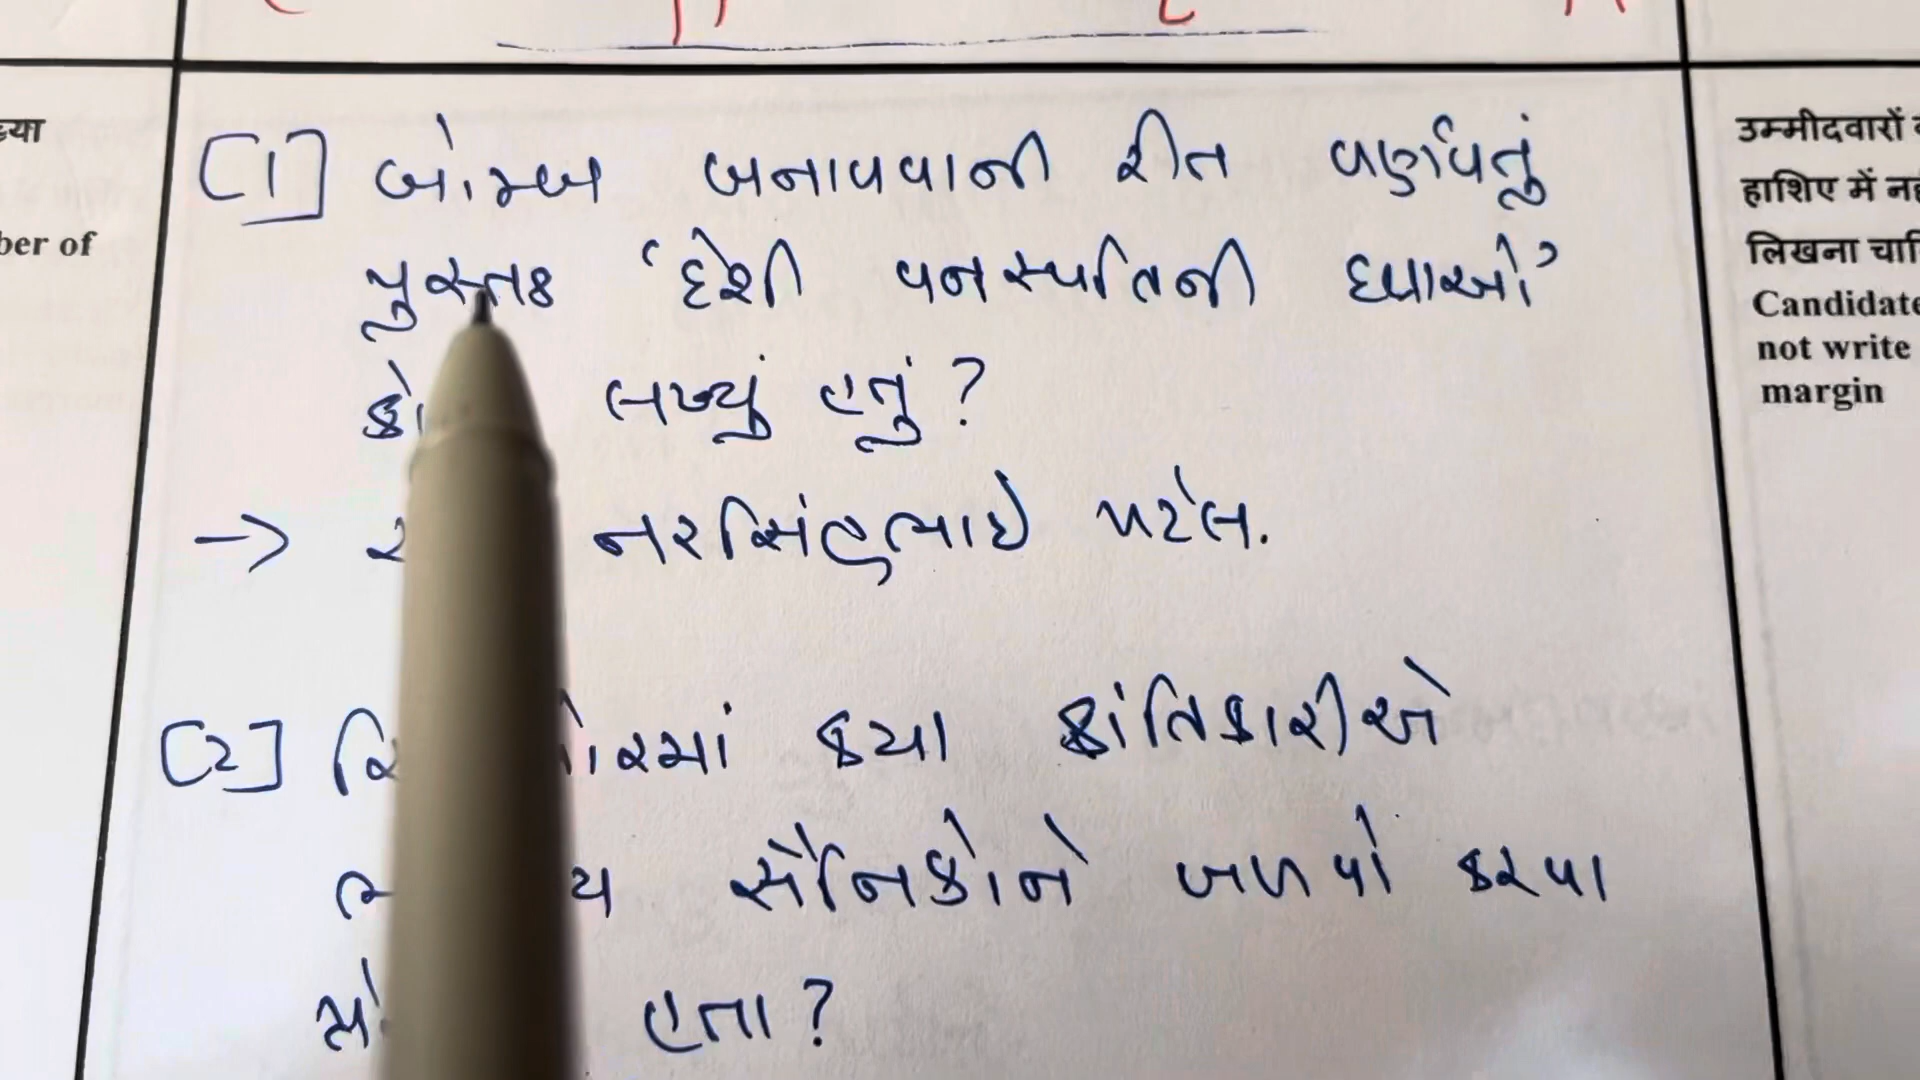 [1] બોમ્બ બનાવવાની રીત વર્ણવતું
પુસ્તક 'દેશી વનસ્પતિની દવાઓ'
લખ્યું હતું?
→ નરસિંહભાઈ પટેલ.
[2] કયા ક્રાંતિકારીએ
સૈનિકોને બળવો કરવા
હતા?
ber of
उम्मीदवारों
हाशिए में
लिखना
Candidate
not write
margin